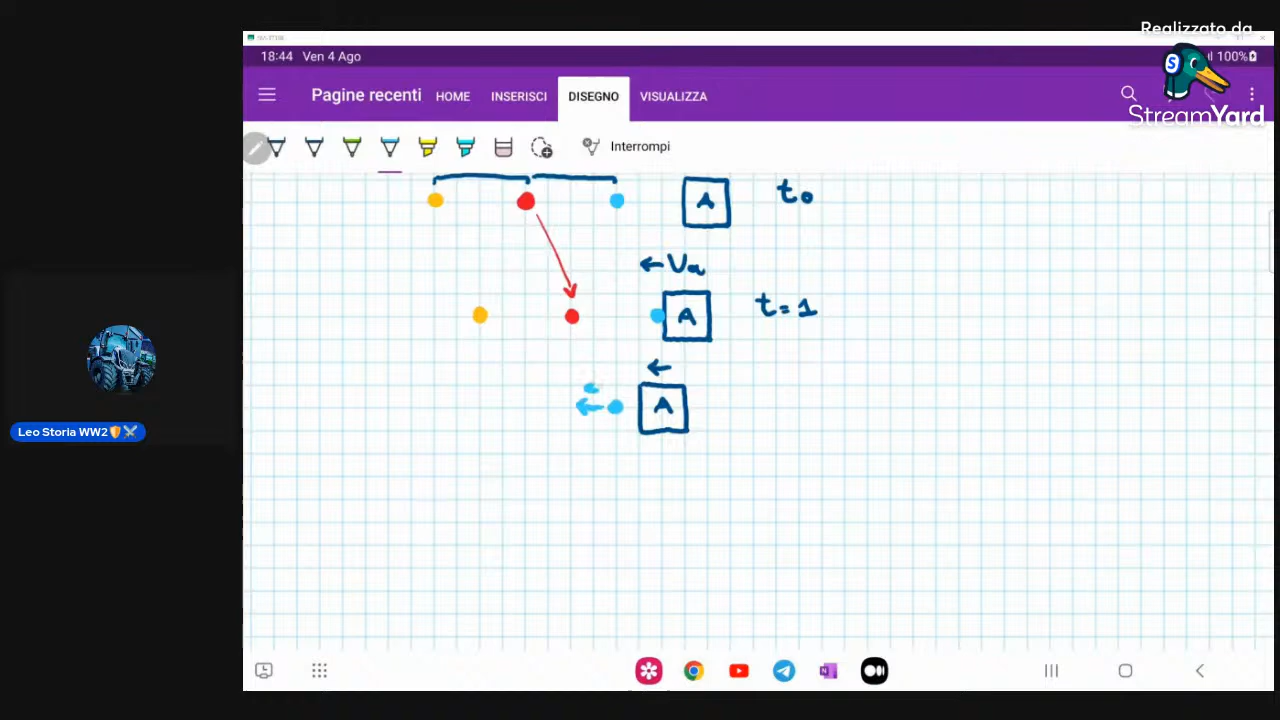 Realizzato da
18:44 Ven 4 Ago
100%
Pagine recenti HOME INSERISCI DISEGNO VISUALIZZA
S
StreamYard
Interrompi
A t0
← Va
A t=1
←
A
Leo Storia WW2🛡️⚔️